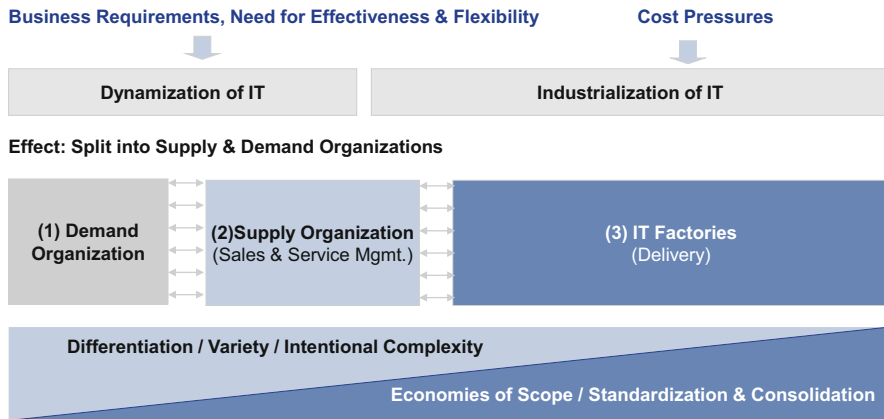 Business Requirements, Need for Effectiveness & Flexibility
Cost Pressures
Dynamization of IT
Industrialization of IT
Effect: Split into Supply & Demand Organizations
(1) Demand
Organization
(2)Supply Organization
(Sales & Service Mgmt.)
(3) IT Factories
(Delivery)
Differentiation / Variety / Intentional Complexity
Economies of Scope / Standardization & Consolidation